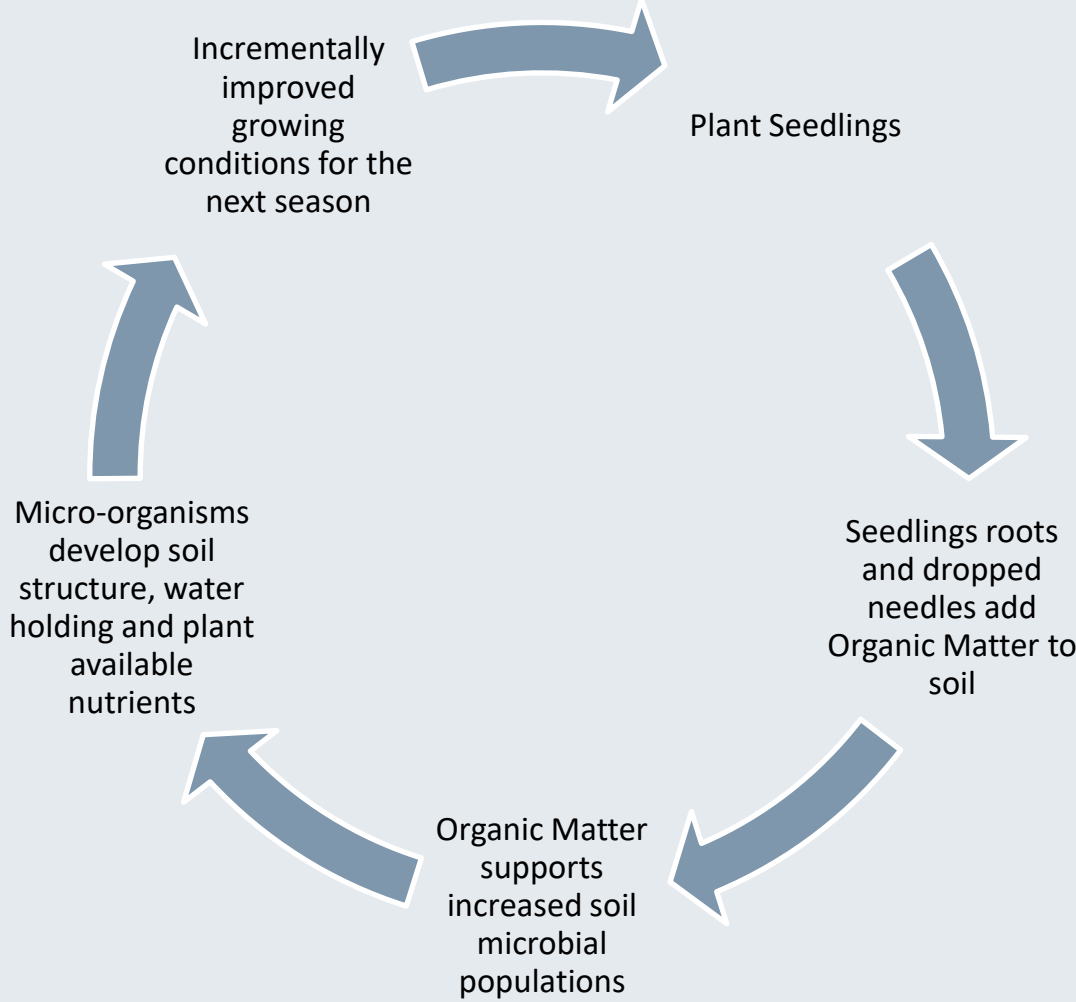 Incrementally
improved
growing
conditions for the
next season
Plant Seedlings
Seedlings roots
and dropped
needles add
Organic Matter to
soil
Organic Matter
supports
increased soil
microbial
populations
Micro-organisms
develop soil
structure, water
holding and plant
available
nutrients